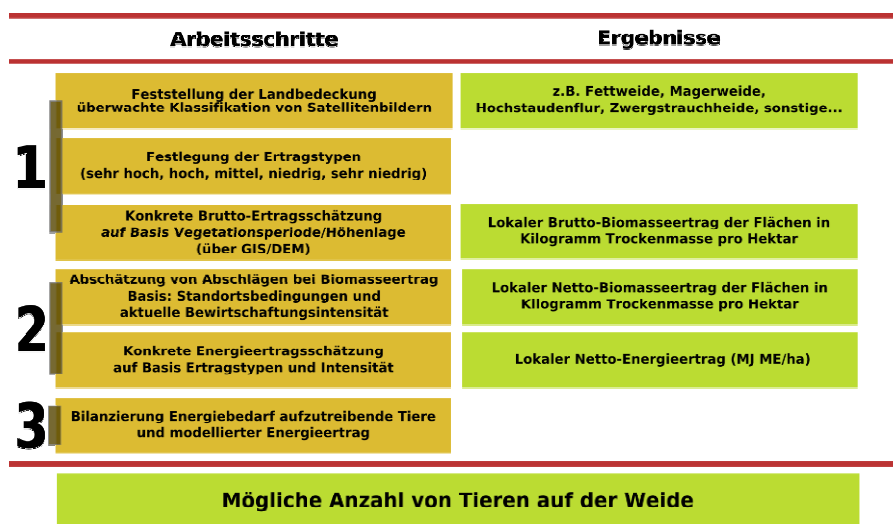 Arbeitsschritte
Ergebnisse
1
Feststellung der Landbedeckung
überwachte Klassifikation von Satellitenbildern
z.B. Fettweide, Magerweide,
Hochstaudenflur, Zwergstrauchheide, sonstige...
Festlegung der Ertragstypen
(sehr hoch, hoch, mittel, niedrig, sehr niedrig)
Konkrete Brutto-Ertragsschätzung
auf Basis Vegetationsperiode/Höhenlage
(über GIS/DEM)
Lokaler Brutto-Biomasseertrag der Flächen in
Kilogramm Trockenmasse pro Hektar
2
Abschätzung von Abschlägen bei Biomasseertrag
Basis: Standortsbedingungen und
aktuelle Bewirtschaftungsintensität
Lokaler Netto-Biomasseertrag der Flächen in
Kilogramm Trockenmasse pro Hektar
Konkrete Energieertragsschätzung
auf Basis Ertragstypen und Intensität
Lokaler Netto-Energieertrag (MJ ME/ha)
3
Bilanzierung Energiebedarf aufzutreibende Tiere
und modellierter Energieertrag
Mögliche Anzahl von Tieren auf der Weide